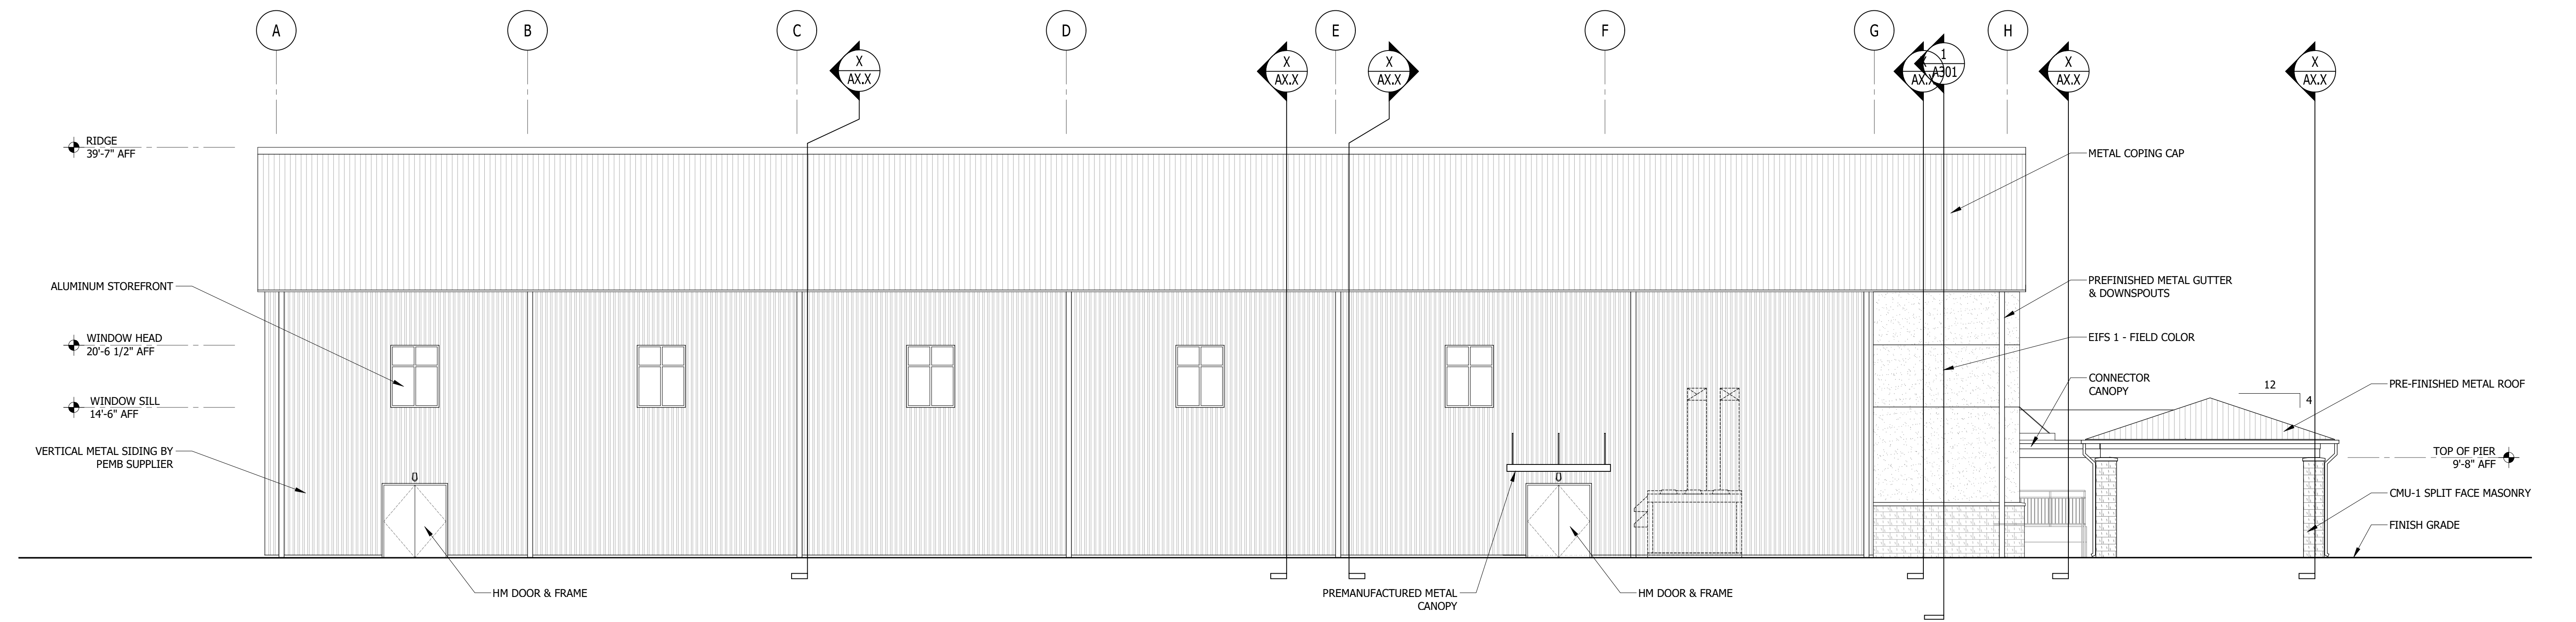 A
B
C
D
E
F
G
H
X
AX.X
X
AX.X
X
AX.X
AX.X
1
A301
X
AX.X
X
AX.X
RIDGE
39'-7" AFF
METAL COPING CAP
ALUMINUM STOREFRONT
PREFINISHED METAL GUTTER
& DOWNSPOUTS
WINDOW HEAD
20'-6 1/2" AFF
EIFS 1 - FIELD COLOR
CONNECTOR
CANOPY
12
4
PRE-FINISHED METAL ROOF
WINDOW SILL
14'-6" AFF
VERTICAL METAL SIDING BY
PEMB SUPPLIER
TOP OF PIER
9'-8" AFF
CMU-1 SPLIT FACE MASONRY
FINISH GRADE
HM DOOR & FRAME
PREMANUFACTURED METAL
CANOPY
HM DOOR & FRAME